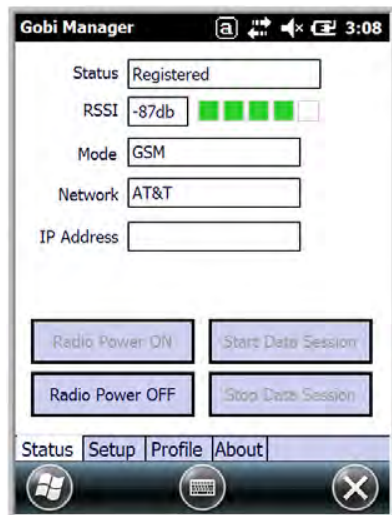 Gobi Manager a 3:08
Status Registered
RSSI -87db
Mode GSM
Network AT&T
IP Address
Radio Power ON Start Data Session
Radio Power OFF Stop Data Session
Status Setup Profile About